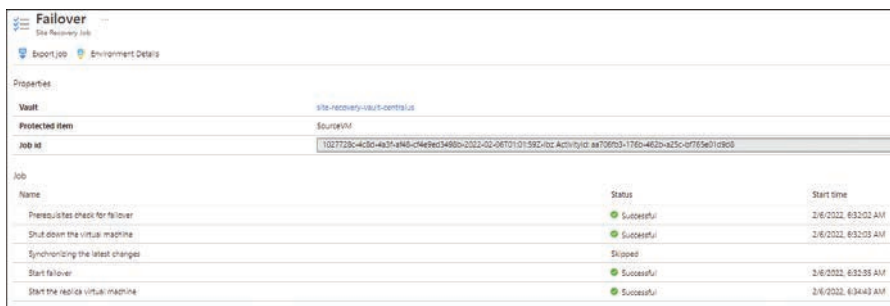 Failover ...
Site Recovery Job
Export job Environment Details
Properties
Vault site-recovery-vault-centralus
Protected item SourceVM
Job id
Job
Name Status Start time
Prerequisites check for failover Successful 2/6/2022, 6:32:02 AM
Shut down the virtual machine Successful 2/6/2022, 6:32:03 AM
Synchronizing the latest changes Skipped
Start failover Successful 2/6/2022, 6:32:35 AM
Start the replica virtual machine Successful 2/6/2022, 6:34:43 AM